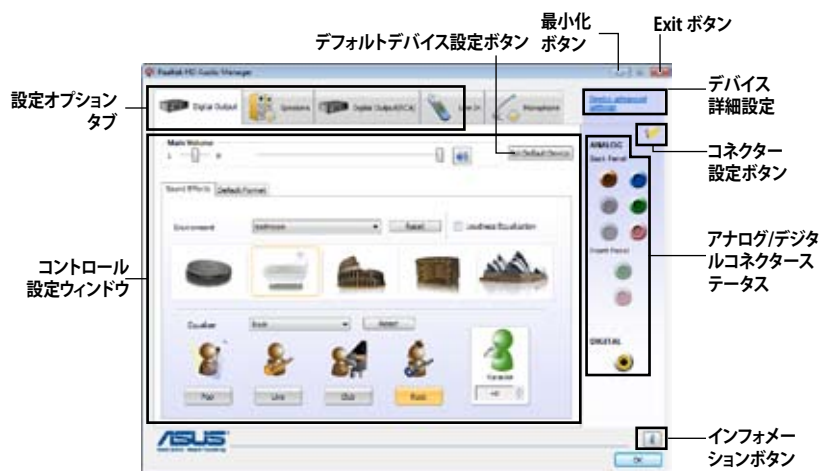 デフォルトデバイス設定ボタン
最小化
ボタン
Exit ボタン
Realtek HD Audio Manager
設定オプション
タブ
Digital Output
Speakers
Digital Output(RCA)
Line In
Microphone
Device advanced
settings
デバイス
詳細設定
Main Volume
L
R
Set Default Device
ANALOG
Back Panel
コネクター
設定ボタン
Sound Effects
Default Format
Environment
Bathroom
Reset
Loudness Equalization
Front Panel
アナログ/デジタ
ルコネクタース
テータス
コントロール
設定ウィンドウ
Equalizer
Rock
Reset
Pop
Live
Club
Rock
Karaoke
+0
DIGITAL
ASUS
インフォメー
ションボタン
OK